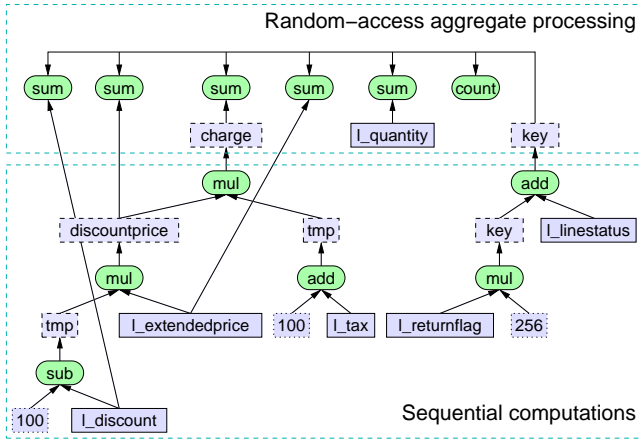 Random-access aggregate processing
sum
sum
sum
sum
sum
count
charge
l_quantity
key
mul
add
discountprice
tmp
key
l_linestatus
mul
add
mul
tmp
l_extendedprice
100
l_tax
l_returnflag
256
sub
100
l_discount
Sequential computations